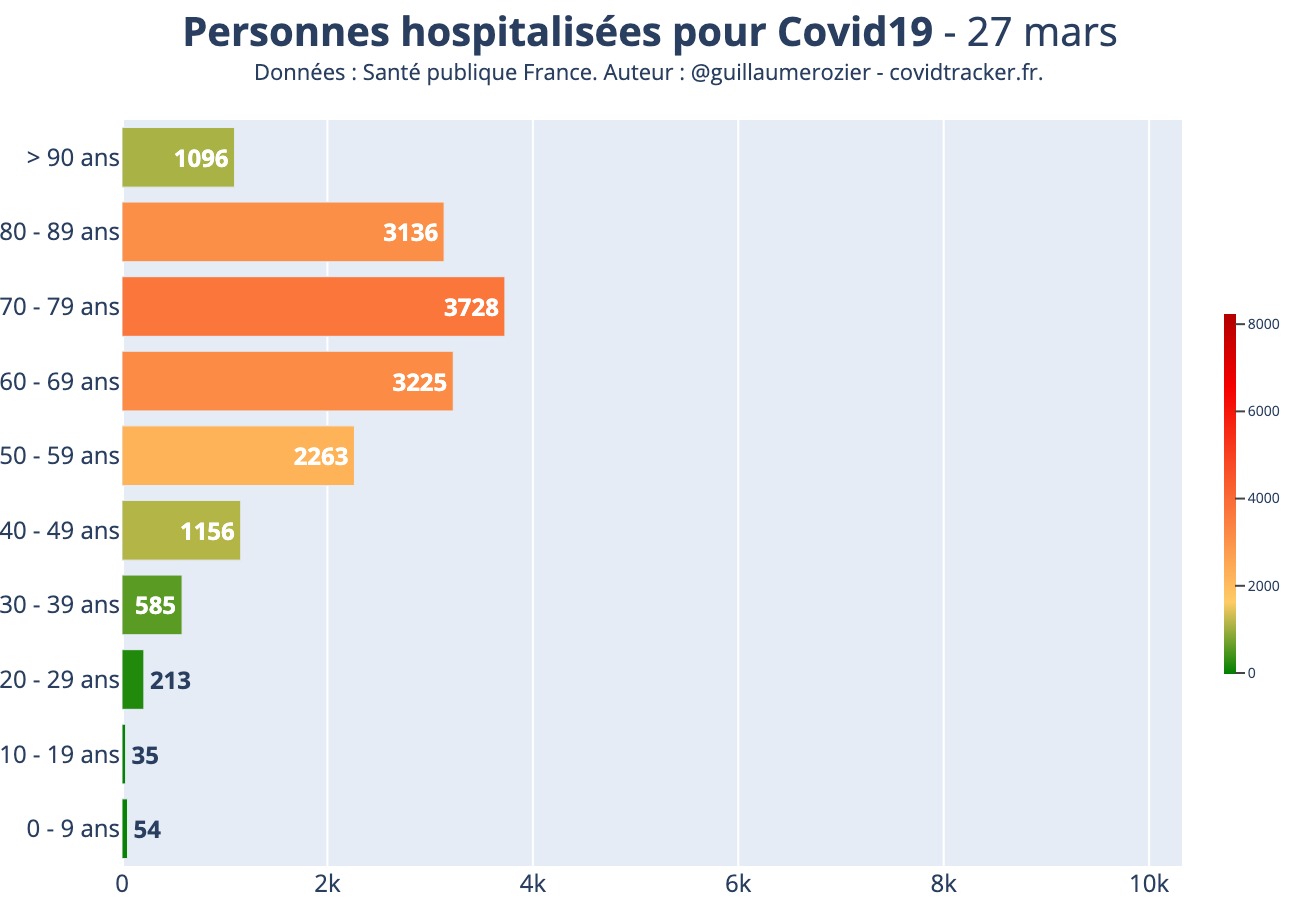 Personnes hospitalisées pour Covid19 - 27 mars
Données : Santé publique France. Auteur : @guillaumerozier - covidtracker.fr.
> 90 ans 1096
80 - 89 ans 3136
70 - 79 ans 3728
60 - 69 ans 3225
50 - 59 ans 2263
40 - 49 ans 1156
30 - 39 ans 585
20 - 29 ans 213
10 - 19 ans 35
0 - 9 ans 54
0 2k 4k 6k 8k 10k
8000
6000
4000
2000
0